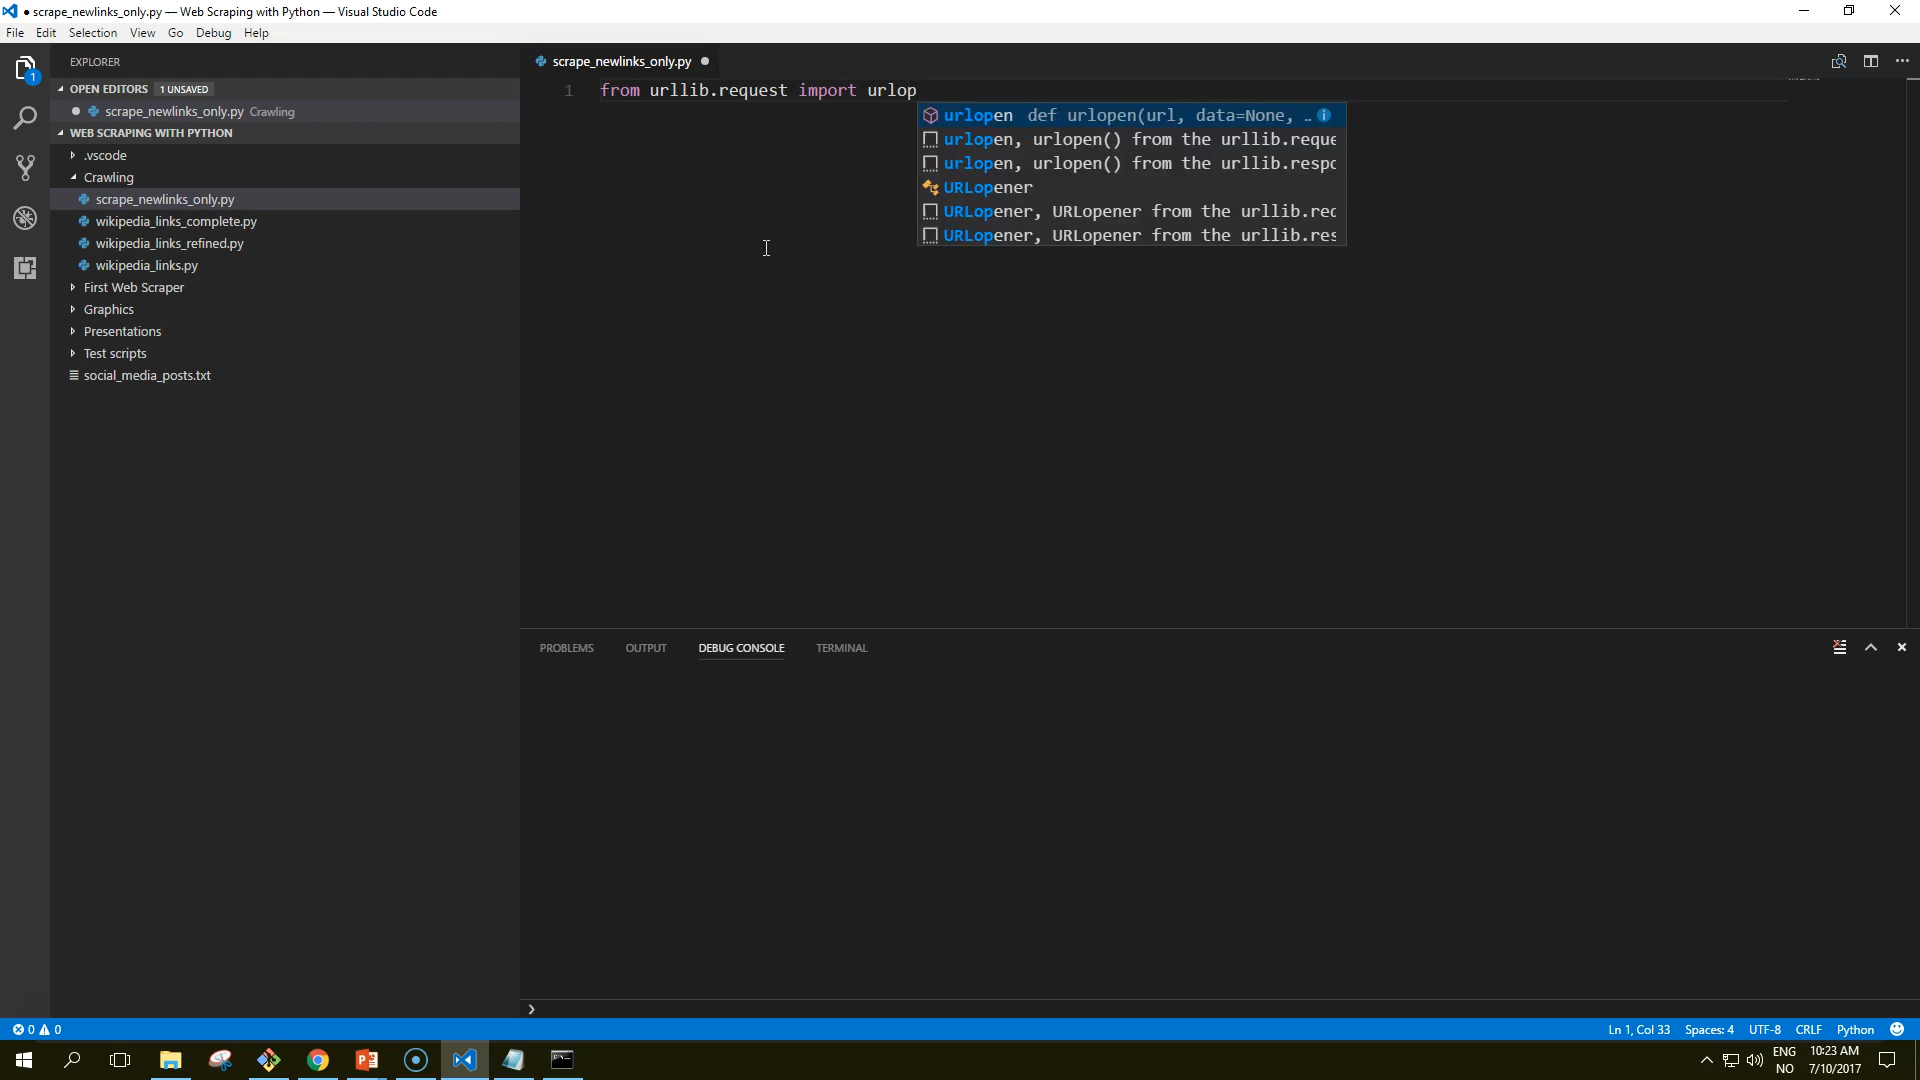 ● scrape_newlinks_only.py — Web Scraping with Python — Visual Studio Code
File Edit Selection View Go Debug Help
1
EXPLORER
OPEN EDITORS 1 UNSAVED
scrape_newlinks_only.py Crawling
WEB SCRAPING WITH PYTHON
.vscode
Crawling
scrape_newlinks_only.py
wikipedia_links_complete.py
wikipedia_links_refined.py
wikipedia_links.py
First Web Scraper
Graphics
Presentations
Test scripts
social_media_posts.txt
scrape_newlinks_only.py
1 from urllib.request import urlop
urlopen def urlopen(url, data=None, ..
urlopen, urlopen() from the urllib.reque
urlopen, urlopen() from the urllib.respo
URLopener
URLopener, URLopener from the urllib.req
URLopener, URLopener from the urllib.res
PROBLEMS OUTPUT DEBUG CONSOLE TERMINAL
0 0
Ln 1, Col 33 Spaces: 4 UTF-8 CRLF Python
ENG 10:23 AM
NO 7/10/2017